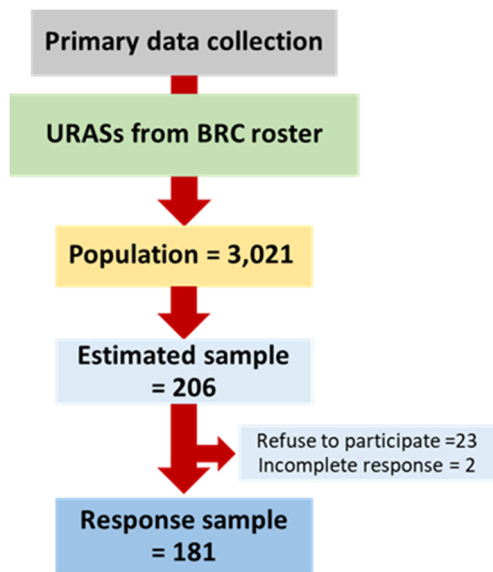 Primary data collection
URASs from BRC roster
Population = 3,021
Estimated sample
= 206
Refuse to participate =23
Incomplete response = 2
Response sample
= 181